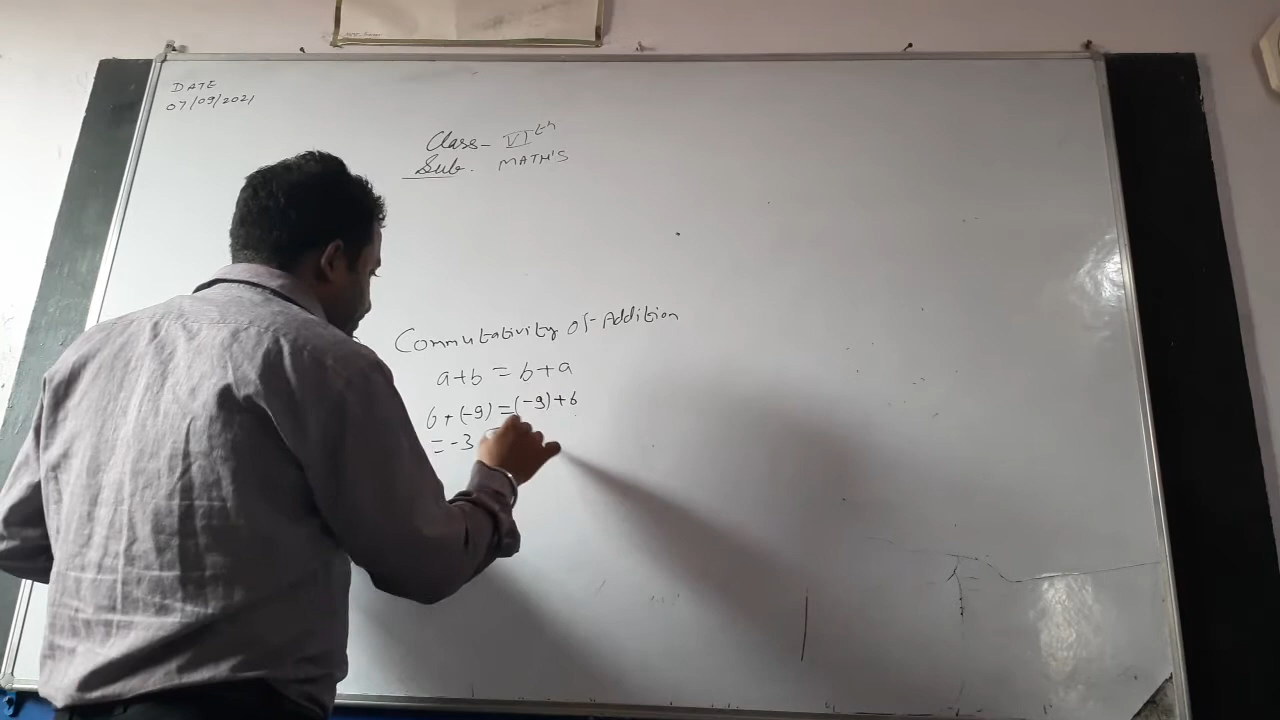 DATE
07/09/2021
Class- VIth
Sub. MATH'S
Commutativity of Addition
a+b = b+a
6+(-9) = (-9)+6
= -3